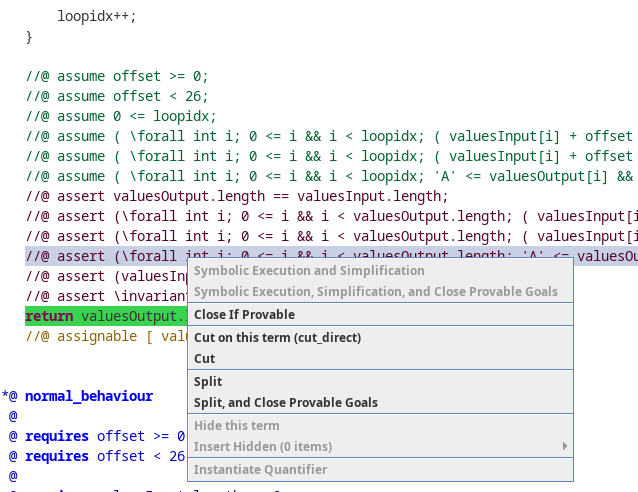 loopidx++;
}
//@ assume offset >= 0;
//@ assume offset < 26;
//@ assume 0 <= loopidx;
//@ assume ( \forall int i; 0 <= i && i < loopidx; ( valuesInput[i] + offset
//@ assume ( \forall int i; 0 <= i && i < loopidx; ( valuesInput[i] + offset
//@ assume ( \forall int i; 0 <= i && i < loopidx; 'A' <= valuesOutput[i] &&
//@ assert valuesOutput.length == valuesInput.length;
//@ assert (\forall int i; 0 <= i && i < valuesOutput.length; ( valuesInput[i
//@ assert (\forall int i; 0 <= i && i < valuesOutput.length; ( valuesInput[i
//@ assert (\forall int i; 0 <= i && i < valuesOutput.length; 'A' <= valuesOu
//@ assert (valuesInp
//@ assert \invarian
return valuesOutput.
//@ assignable [ val
Symbolic Execution and Simplification
Symbolic Execution, Simplification, and Close Provable Goals
Close If Provable
Cut on this term (cut_direct)
Cut
Split
Split, and Close Provable Goals
Hide this term
Insert Hidden (0 items)
Instantiate Quantifier
*@ normal_behaviour
@
@ requires offset >= 0
@ requires offset < 26
@